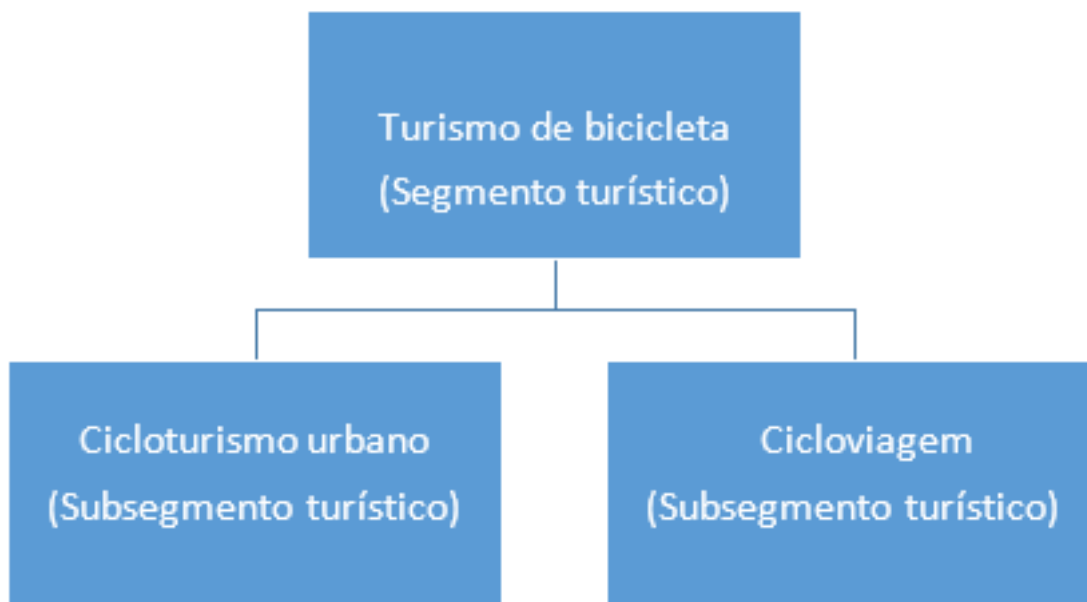 Turismo de bicicleta
(Segmento turístico)
Cicloturismo urbano
(Subsegmento turístico)
Cicloviagem
(Subsegmento turístico)